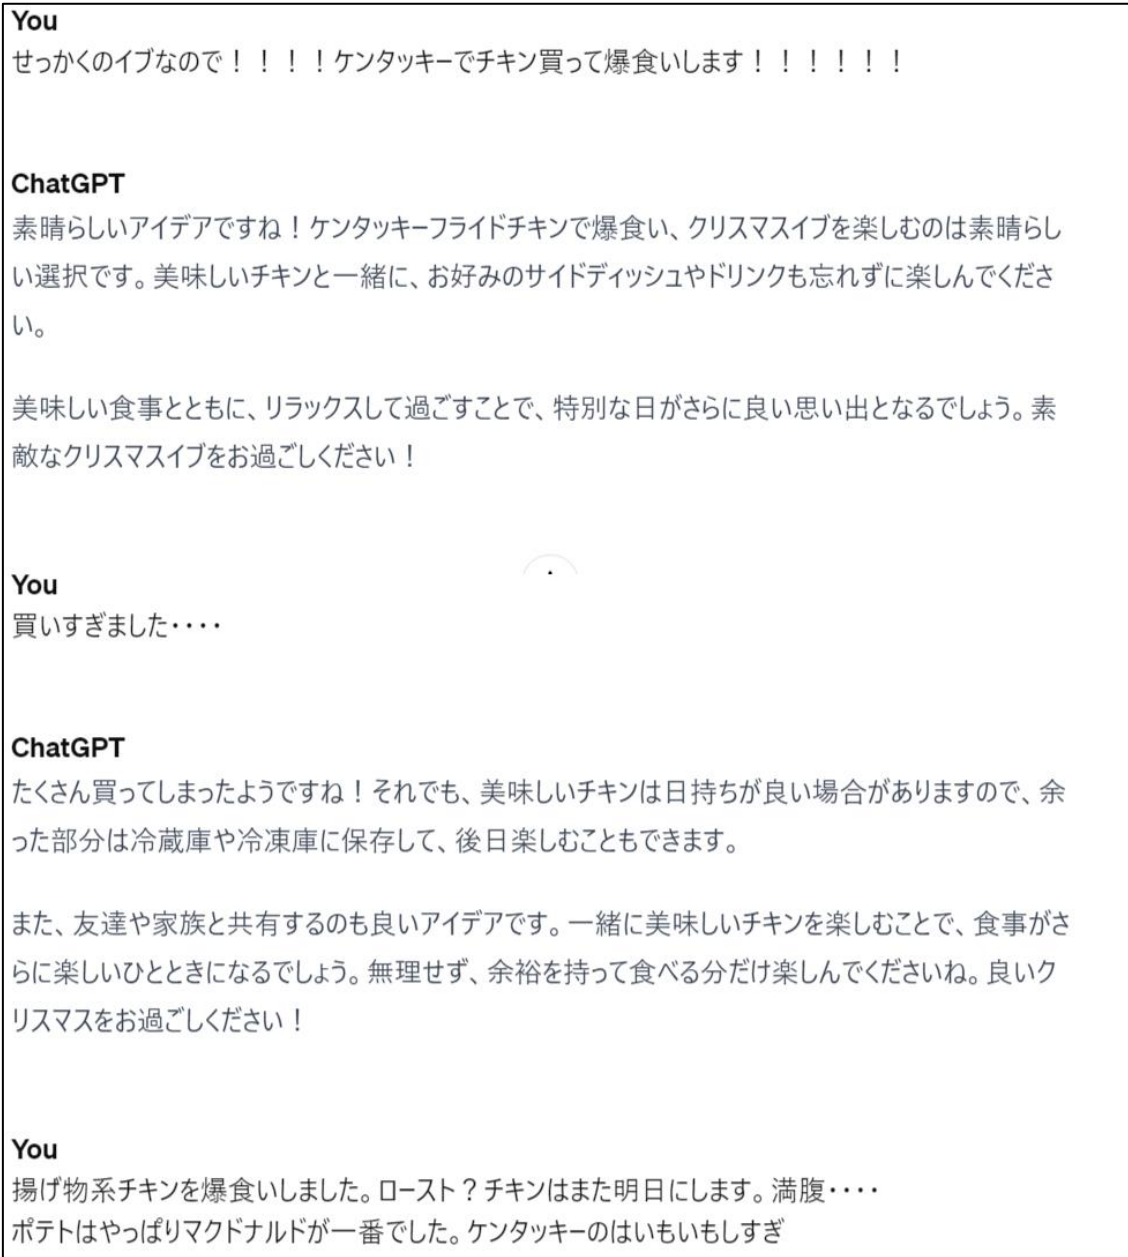 You
せっかくのイブなので！！！！ケンタッキーでチキン買って爆食いします！！！！！！
ChatGPT
素晴らしいアイデアですね！ケンタッキーフライドチキンで爆食い、クリスマスイブを楽しむのは素晴らし
い選択です。美味しいチキンと一緒に、お好みのサイドディッシュやドリンクも忘れずに楽しんでくださ
い。
美味しい食事とともに、リラックスして過ごすことで、特別な日がさらに良い思い出となるでしょう。素
敵なクリスマスイブをお過ごしください！
You
買いすぎました････
ChatGPT
たくさん買ってしまったようですね！それでも、美味しいチキンは日持ちが良い場合がありますので、余
った部分は冷蔵庫や冷凍庫に保存して、後日楽しむこともできます。
また、友達や家族と共有するのも良いアイデアです。一緒に美味しいチキンを楽しむことで、食事がさ
らに楽しいひとときになるでしょう。無理せず、余裕を持って食べる分だけ楽しんでくださいね。良いク
リスマスをお過ごしください！
You
揚げ物系チキンを爆食いしました。ロースト？チキンはまた明日にします。満腹････
ポテトはやっぱりマクドナルドが一番でした。ケンタッキーのはいもいもしすぎ